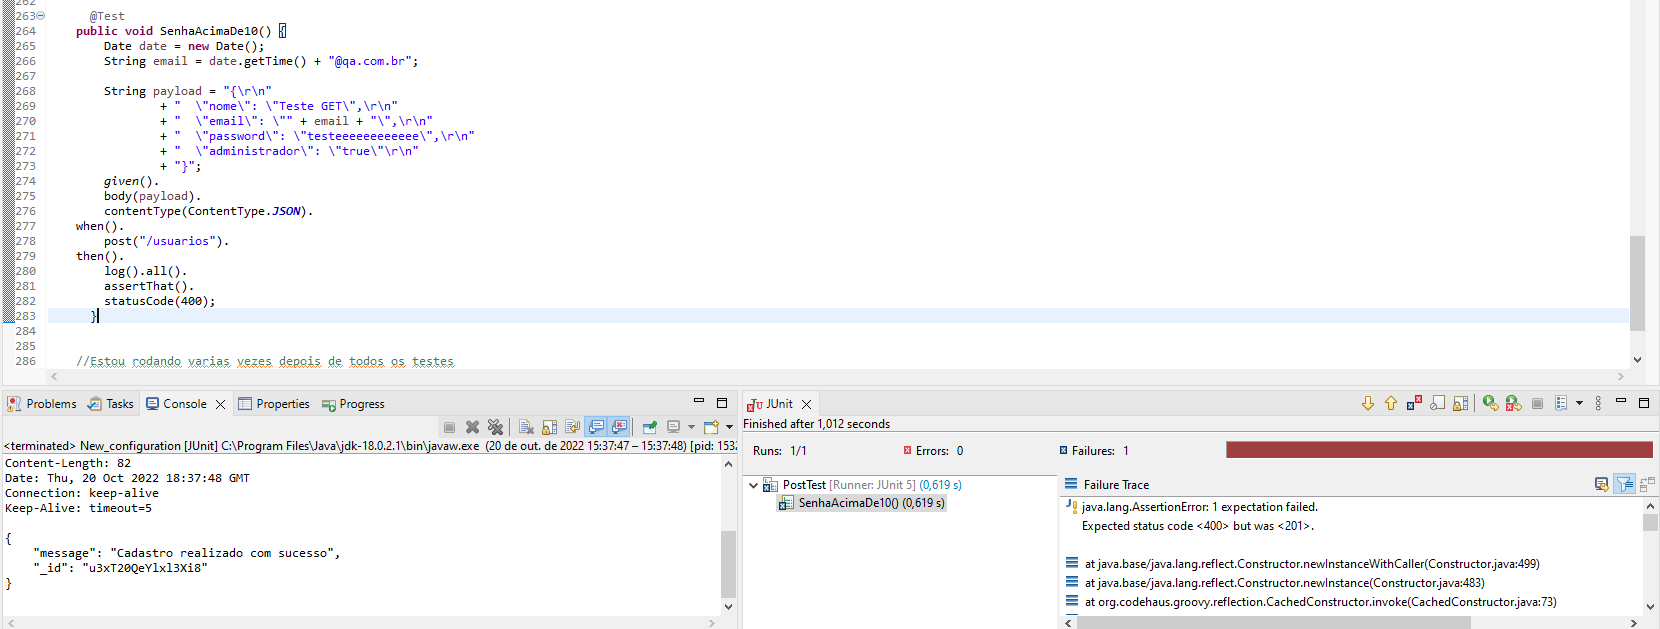 262
263 @Test
264 public void SenhaAcimaDe10() {
265 Date date = new Date();
266 String email = date.getTime() + "@qa.com.br";
267
268 String payload = "{\r\n"
269 + "  \"nome\": \"Teste GET\",\r\n"
270 + "  \"email\": \"" + email + "\",\r\n"
271 + "  \"password\": \"testeeeeeeeeeeee\",\r\n"
272 + "  \"administrador\": \"true\"\r\n"
273 + "}";
274 given().
275 body(payload).
276 contentType(ContentType.JSON).
277 when().
278 post("/usuarios").
279 then().
280 log().all().
281 assertThat().
282 statusCode(400);
283 }
284
285
286 //Estou rodando varias vezes depois de todos os testes
Problems Tasks Console Properties Progress
<terminated> New_configuration [JUnit] C:\Program Files\Java\jdk-18.0.2.1\bin\javaw.exe (20 de out. de 2022 15:37:47 – 15:37:48) [pid: 153
Content-Length: 82
Date: Thu, 20 Oct 2022 18:37:48 GMT
Connection: keep-alive
Keep-Alive: timeout=5
{
"message": "Cadastro realizado com sucesso",
"_id": "u3xT20QeYlxl3Xi8"
}
JUnit
Finished after 1,012 seconds
Runs: 1/1 Errors: 0 Failures: 1
PostTest [Runner: JUnit 5] (0,619 s)
SenhaAcimaDe10() (0,619 s)
Failure Trace
java.lang.AssertionError: 1 expectation failed.
Expected status code <400> but was <201>.
at java.base/java.lang.reflect.Constructor.newInstanceWithCaller(Constructor.java:499)
at java.base/java.lang.reflect.Constructor.newInstance(Constructor.java:483)
at org.codehaus.groovy.reflection.CachedConstructor.invoke(CachedConstructor.java:73)